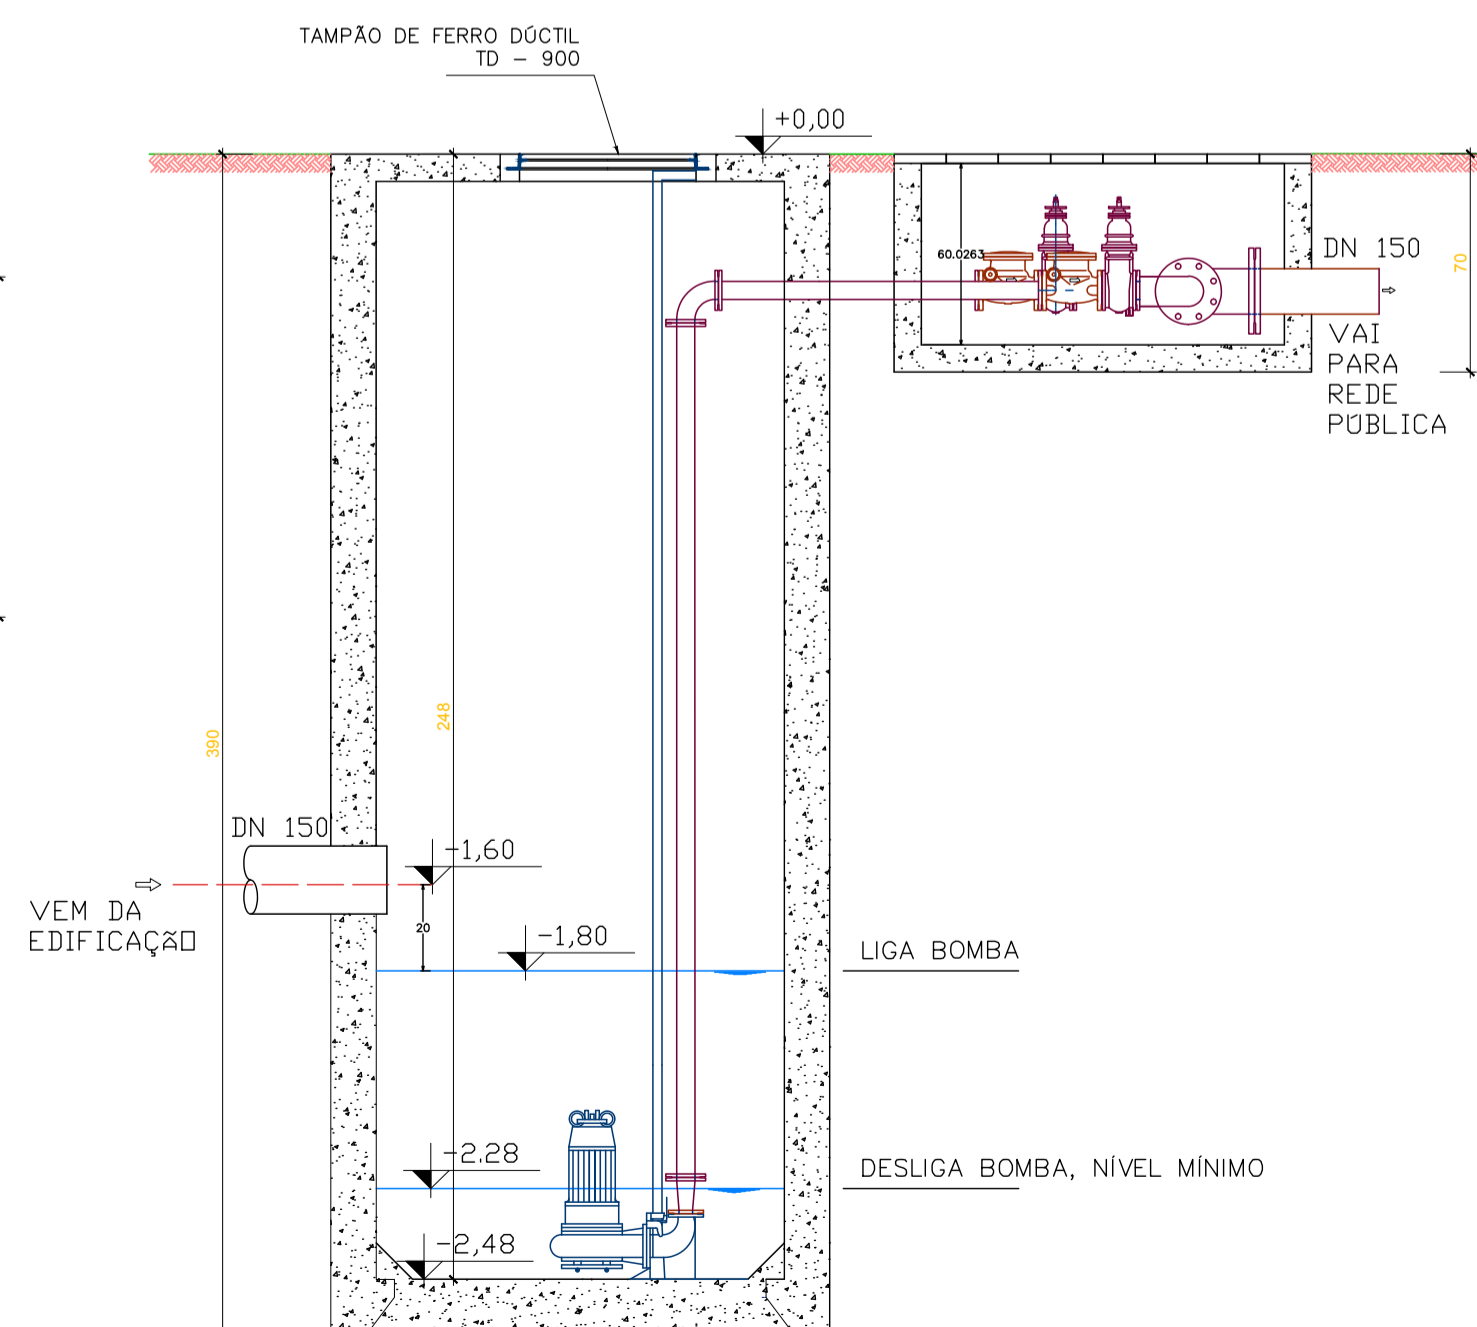 TAMPÃO DE FERRO DÚCTIL
TD - 900
+0,00
60.0263
DN 150
70
VAI
PARA
REDE
PÚBLICA
390
248
DN 150
-1,60
VEM DA
EDIFICAÇÃ□
20
-1,80
LIGA BOMBA
-2.28
DESLIGA BOMBA, NÍVEL MÍNIMO
-2,48